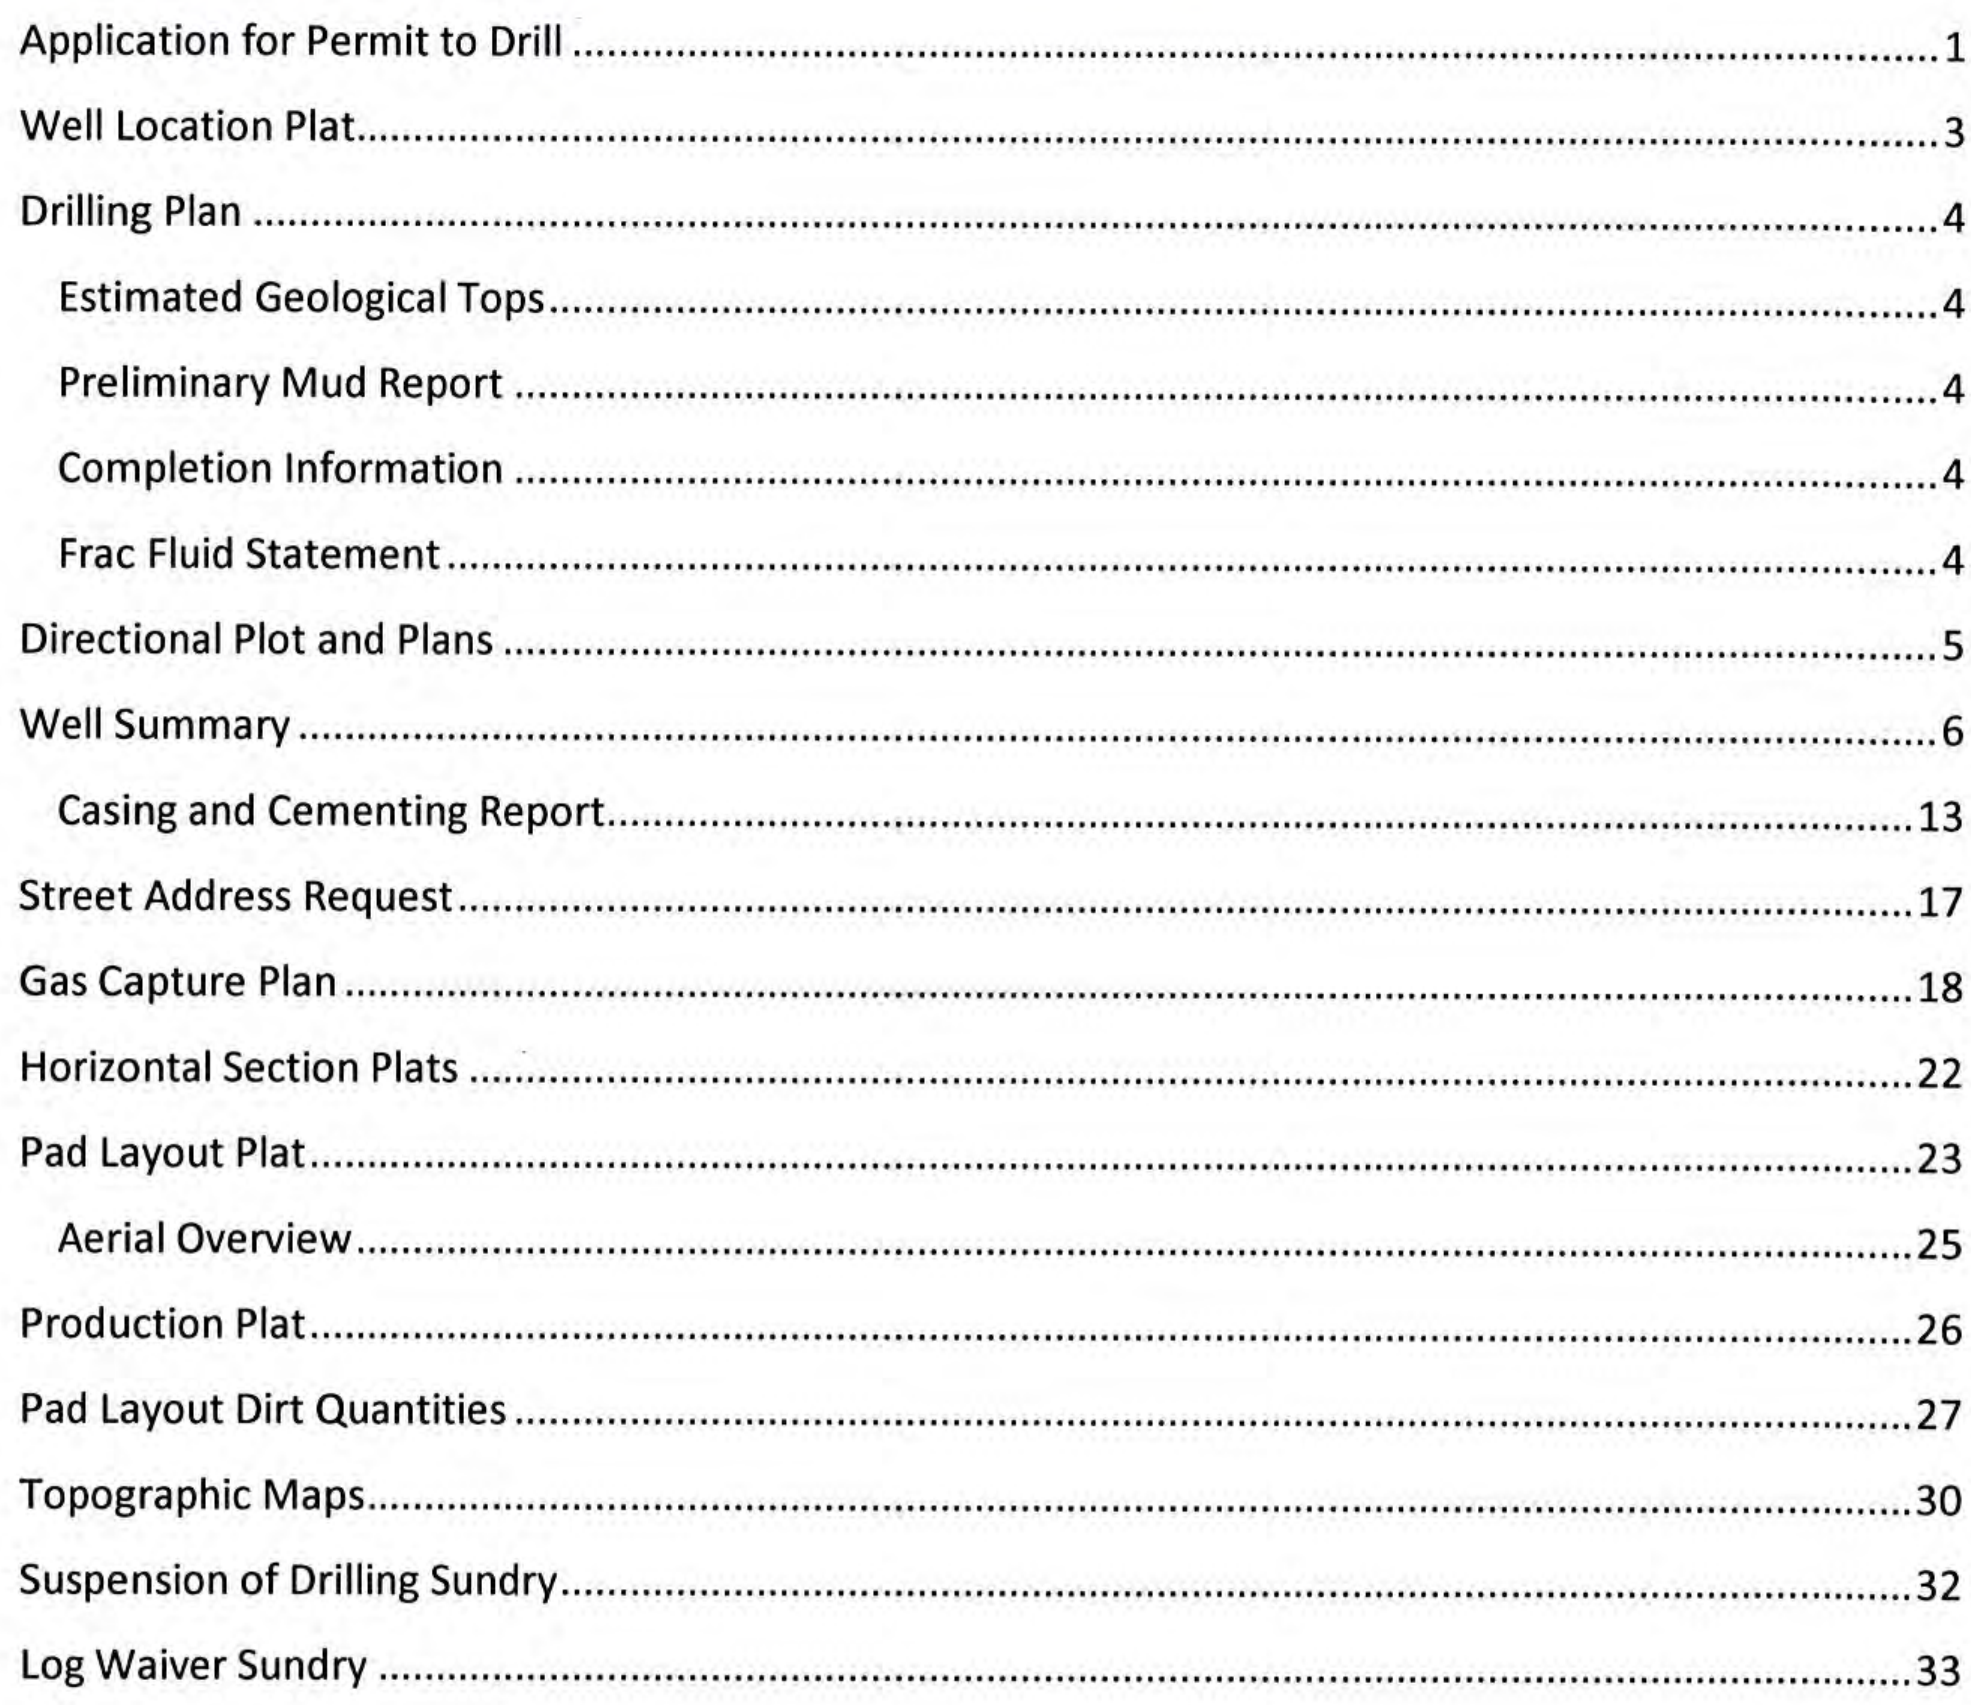 Application for Permit to Drill ........................................ 1
Well Location Plat........................................ 3
Drilling Plan ........................................ 4
Estimated Geological Tops........................................ 4
Preliminary Mud Report ........................................ 4
Completion Information ........................................ 4
Frac Fluid Statement ........................................ 4
Directional Plot and Plans ........................................ 5
Well Summary ........................................ 6
Casing and Cementing Report........................................ 13
Street Address Request........................................ 17
Gas Capture Plan ........................................ 18
Horizontal Section Plats ........................................ 22
Pad Layout Plat........................................ 23
Aerial Overview........................................ 25
Production Plat........................................ 26
Pad Layout Dirt Quantities ........................................ 27
Topographic Maps........................................ 30
Suspension of Drilling Sundry........................................ 32
Log Waiver Sundry ........................................ 33